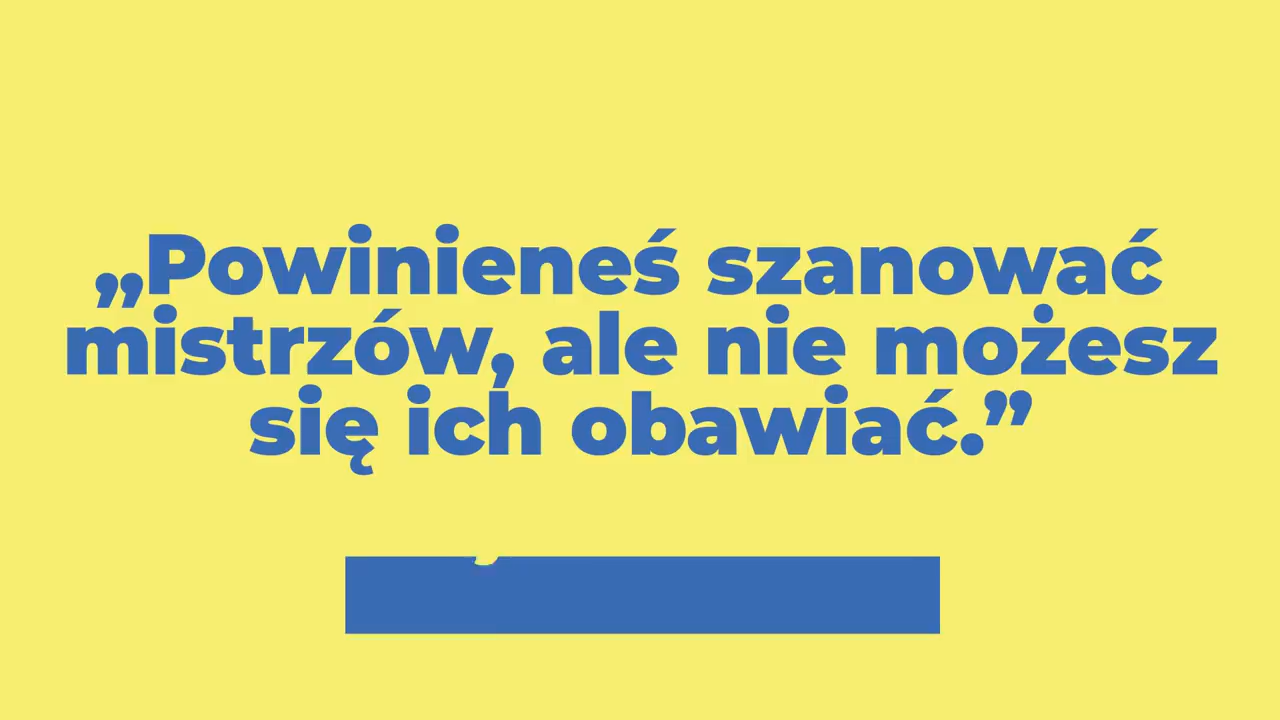 „Powinieneś szanować
mistrzów, ale nie możesz
się ich obawiać.”